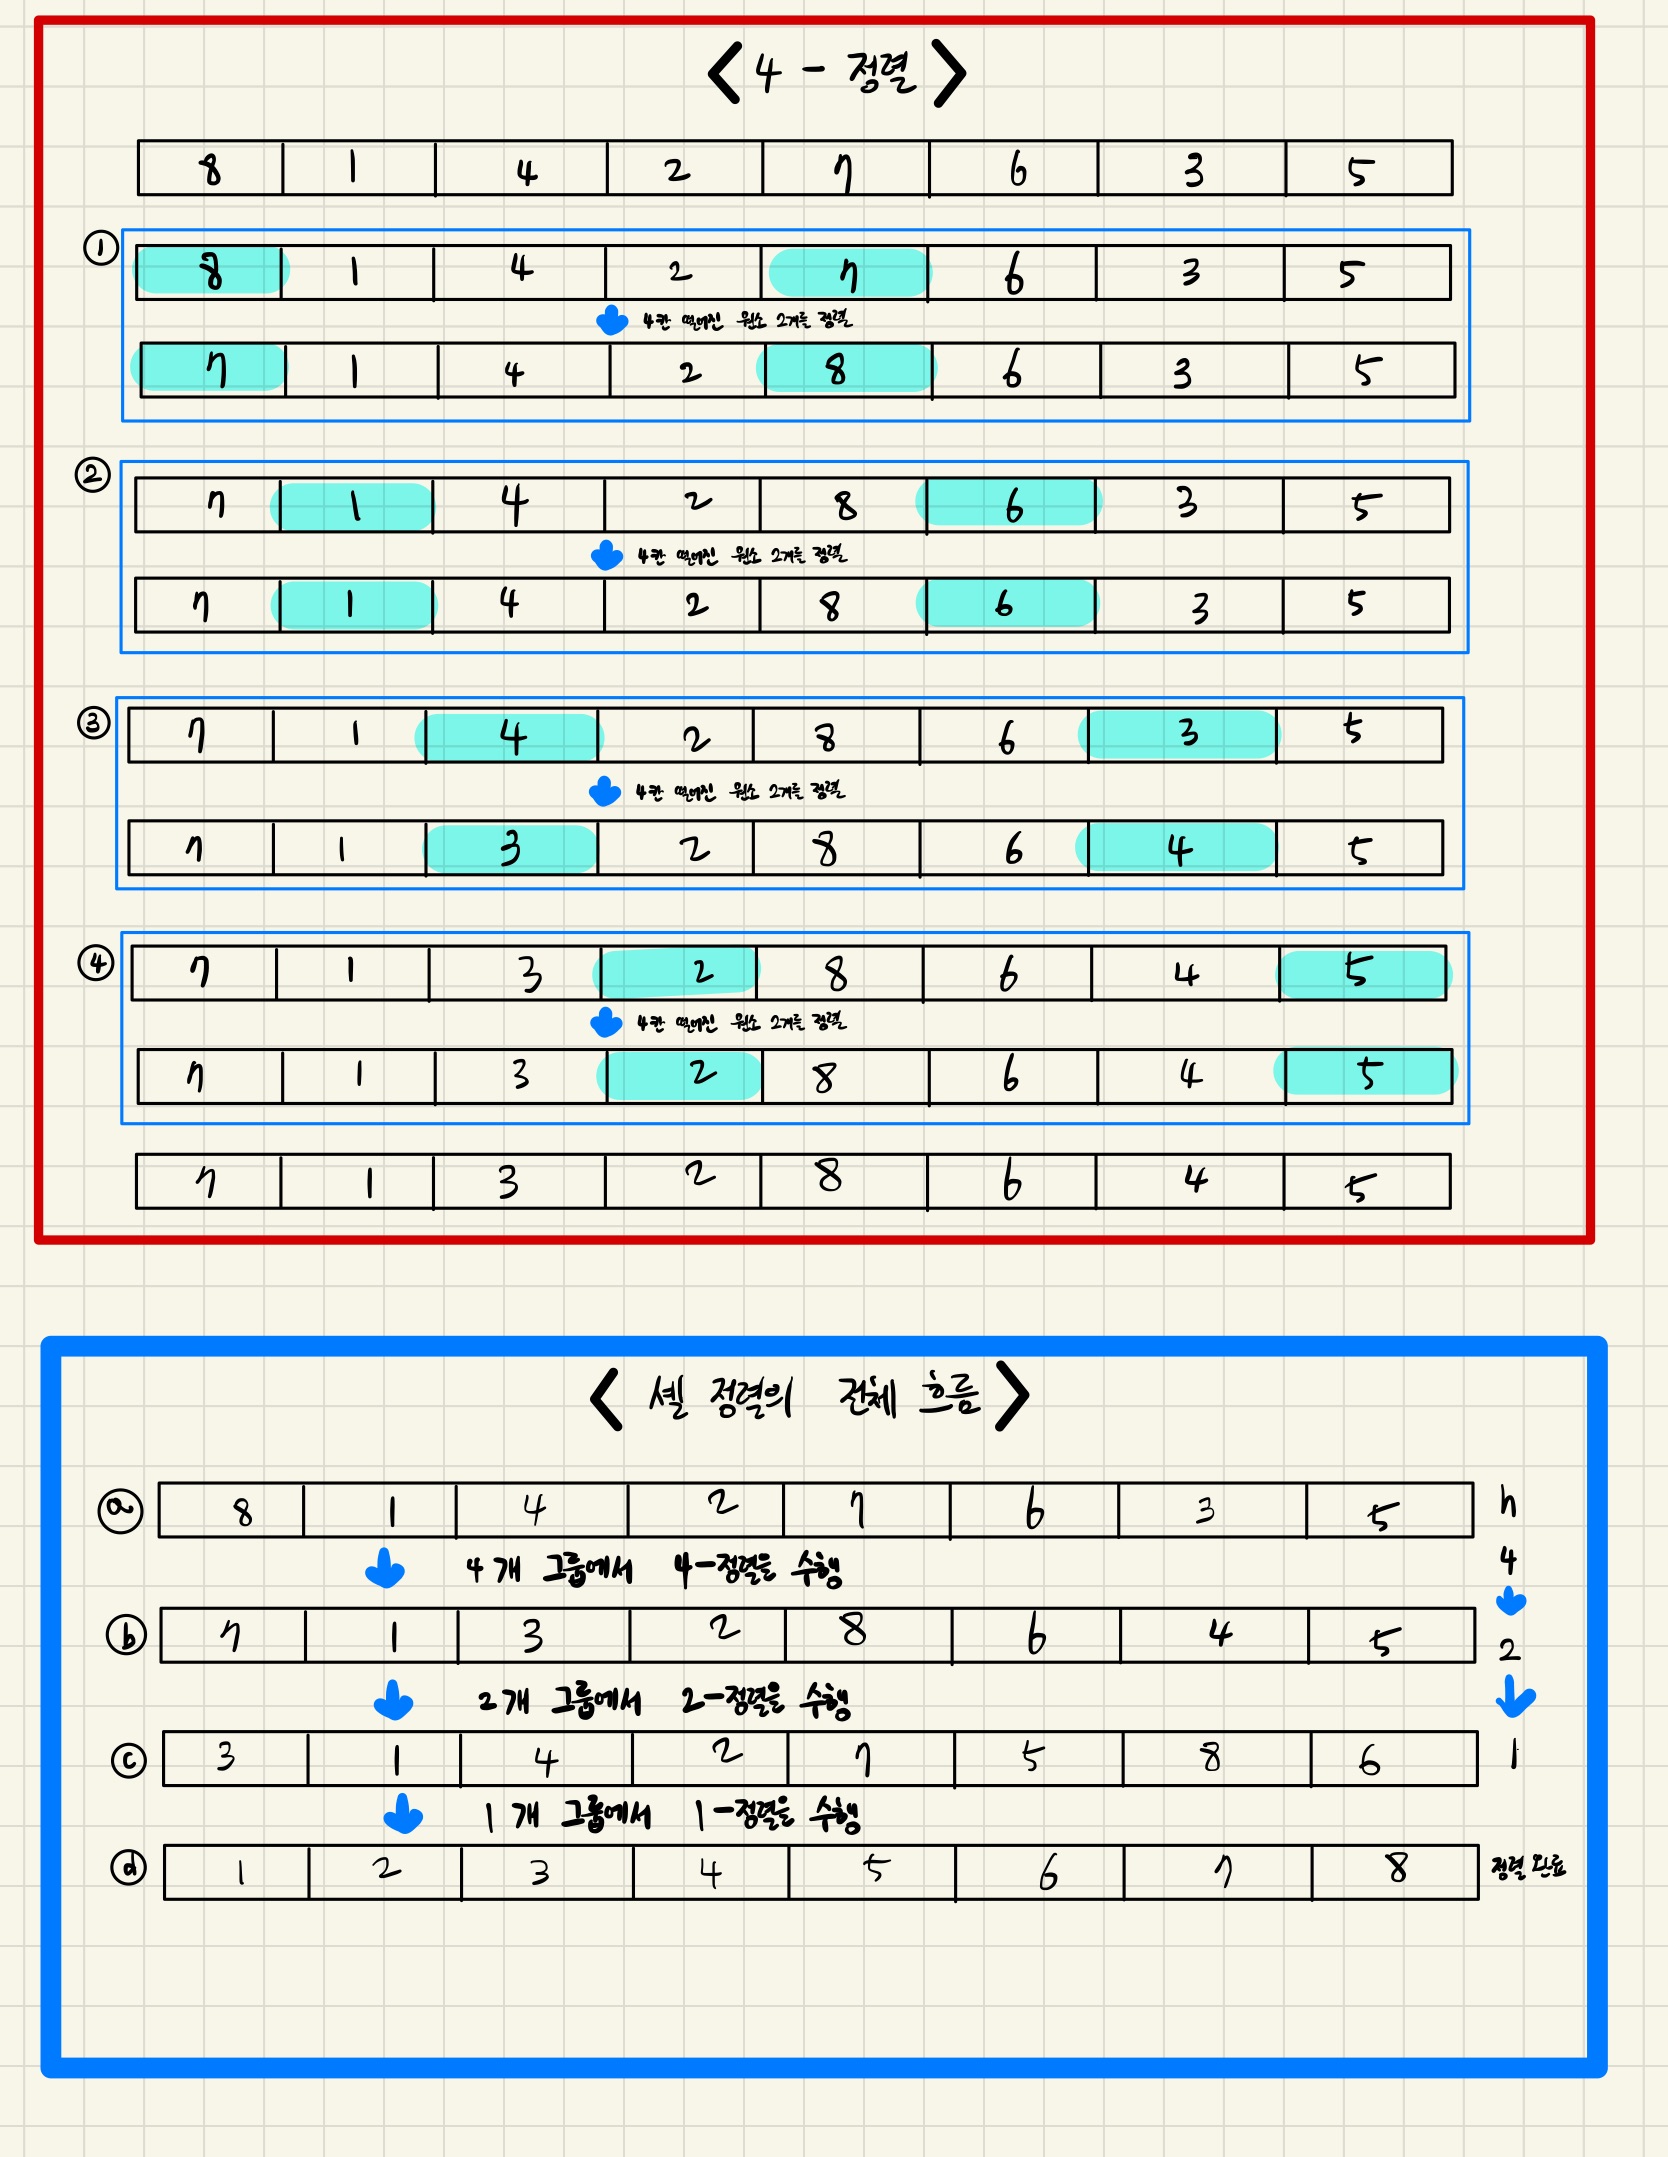 <4 - 정렬>
8 1 4 2 7 6 3 5
①
8 1 4 2 7 6 3 5
4칸 떨어진 원소 2개를 정렬
7 1 4 2 8 6 3 5
②
7 1 4 2 8 6 3 5
4칸 떨어진 원소 2개를 정렬
7 1 4 2 8 6 3 5
③
7 1 4 2 8 6 3 5
4칸 떨어진 원소 2개를 정렬
7 1 3 2 8 6 4 5
④
7 1 3 2 8 6 4 5
4칸 떨어진 원소 2개를 정렬
7 1 3 2 8 6 4 5
7 1 3 2 8 6 4 5
< 셸 정렬의 전체 흐름 >
ⓐ 8 1 4 2 7 6 3 5 h
4개 그룹에서 4-정렬을 수행 4
ⓑ 7 1 3 2 8 6 4 5 2
2개 그룹에서 2-정렬을 수행
ⓒ 3 1 4 2 7 5 8 6 1
1개 그룹에서 1-정렬을 수행
ⓓ 1 2 3 4 5 6 7 8 정렬 완료